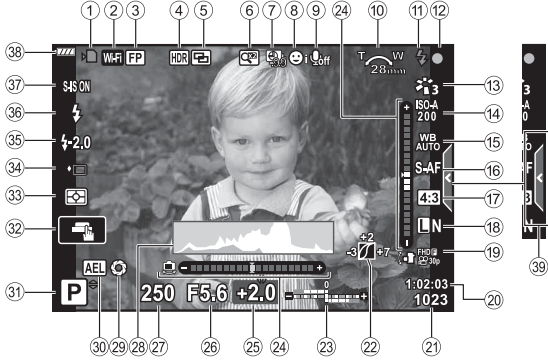 ① ② ③ ④ ⑤ ⑥ ⑦ ⑧ ⑨ ㉔ ⑩ ⑪ ⑫
㊳ Wi-Fi FP HDR off T W
28mm
㊲ S-IS ON 3 ⑬
ISO-A
200 ⑭
㊱ WB
AUTO ⑮
㉟ -2.0 S-AF ⑯
㉞ 4:3 ⑰
㉝ L N ⑱
㉜ +2 FHD F
-3 +7 30p ⑲
㊴
AEL 1:02:03 ⑳
㉛ P 250 F5.6 +2.0 0 1023
㉚ ㉙ ㉘ ㉗ ㉖ ㉕ ㉔ ㉓ ㉒ ㉑